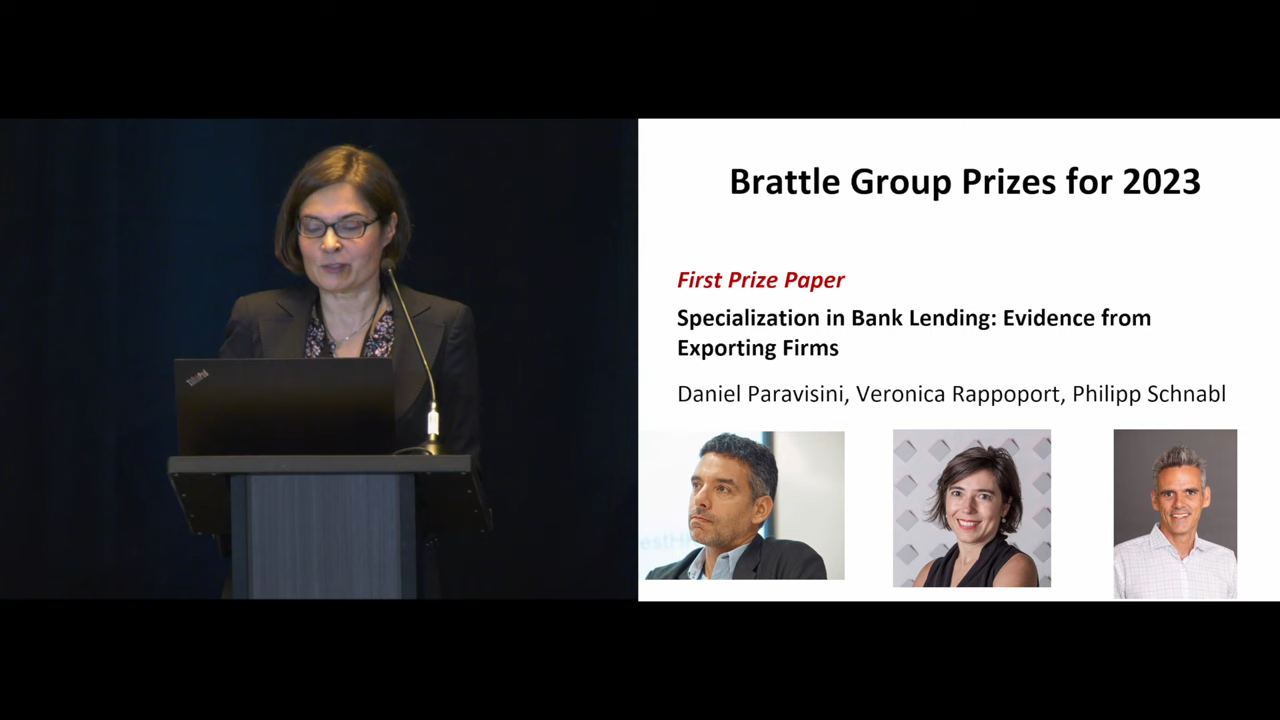 Brattle Group Prizes for 2023
First Prize Paper
Specialization in Bank Lending: Evidence from
Exporting Firms
Daniel Paravisini, Veronica Rappoport, Philipp Schnabl
ThinkPad
estH